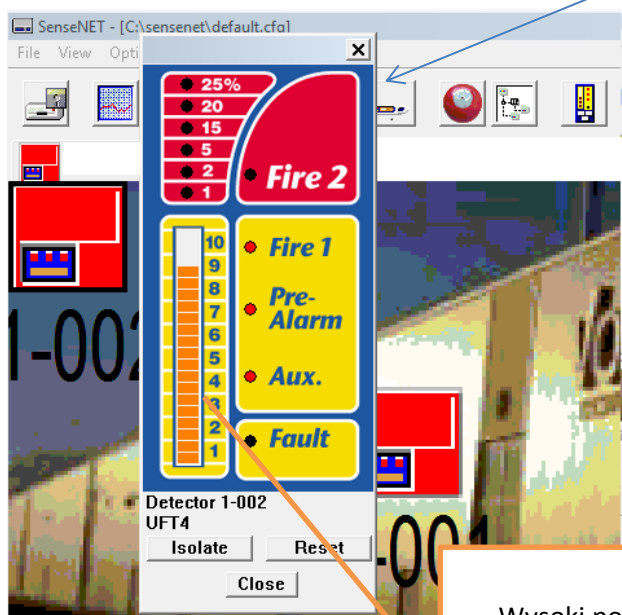 SenseNET - [C:\sensenet\default.cfg]
File View Opti
25%
20
15
5
2
1
Fire 2
10
9
8
7
6
5
4
3
2
1
Fire 1
Pre-
Alarm
Aux.
Fault
1-002
Detector 1-002
UFT4
Isolate Reset
Close
-001
Wysoki po